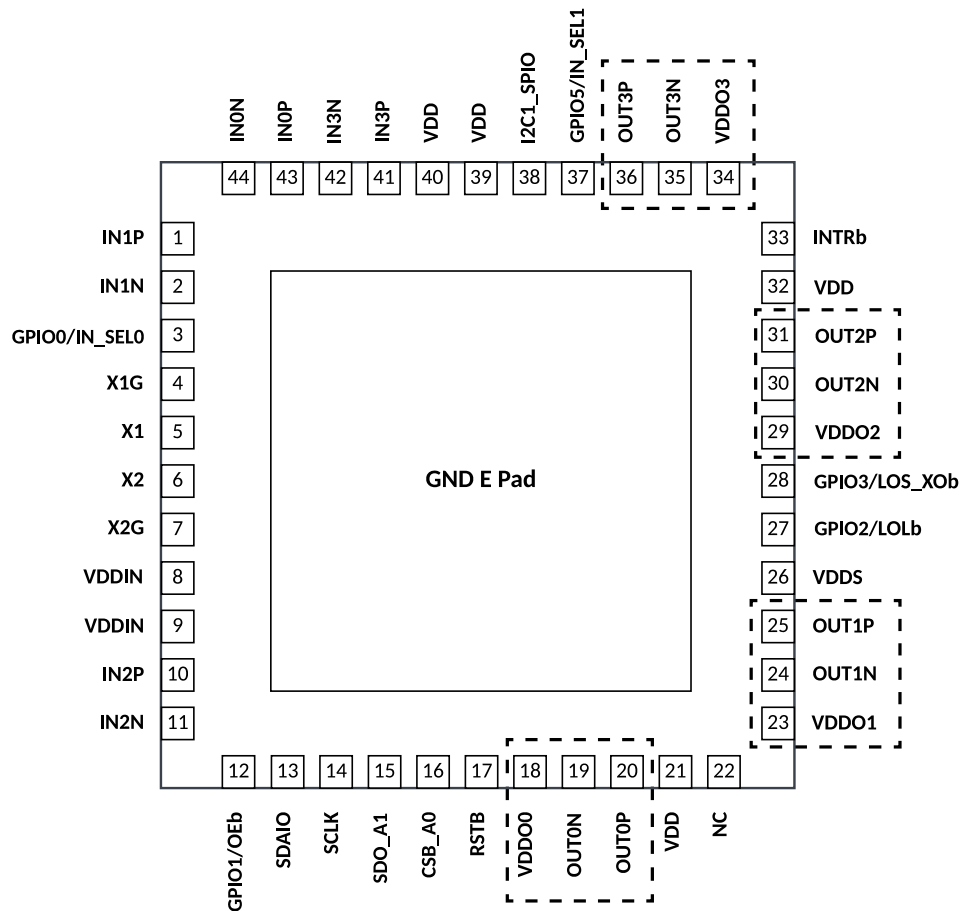 IN0N
IN0P
IN3N
IN3P
VDD
VDD
I2C1_SPIO
GPIO5/IN_SEL1
OUT3P
OUT3N
VDDO3
44 43 42 41 40 39 38 37 36 35 34
IN1P 1
IN1N 2
GPIO0/IN_SEL0 3
X1G 4
X1 5
X2 6
X2G 7
VDDIN 8
VDDIN 9
IN2P 10
IN2N 11
GND E Pad
33 INTRb
32 VDD
31 OUT2P
30 OUT2N
29 VDDO2
28 GPIO3/LOS_XOb
27 GPIO2/LOLb
26 VDDS
25 OUT1P
24 OUT1N
23 VDDO1
12 13 14 15 16 17 18 19 20 21 22
GPIO1/OEb
SDAIO
SCLK
SDO_A1
CSB_A0
RSTB
VDDO0
OUT0N
OUT0P
VDD
NC